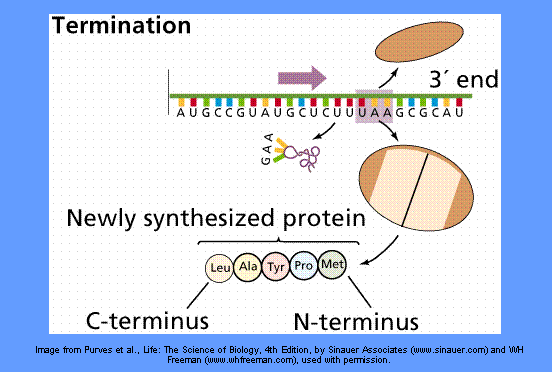 Termination
3´ end
A U G C C G U A U G C U C U U U A A G C G C A U
G A A
Newly synthesized protein
Leu Ala Tyr Pro Met
C-terminus N-terminus
Image from Purves et al., Life: The Science of Biology, 4th Edition, by Sinauer Associates (www.sinauer.com) and WH
Freeman (www.whfreeman.com), used with permission.